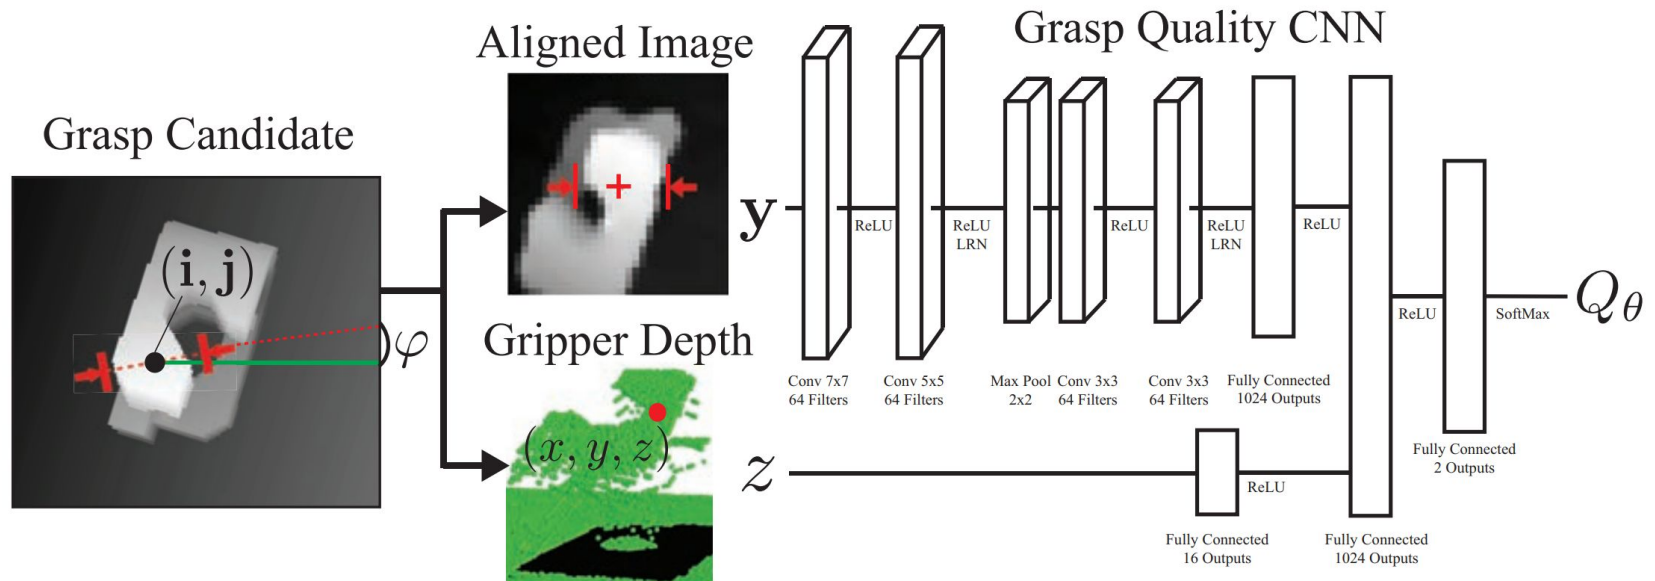 Grasp Candidate
(i, j)
φ
Aligned Image
Gripper Depth
(x, y, z)
Grasp Quality CNN
y
ReLU
ReLU
LRN
ReLU
ReLU
LRN
ReLU
Conv 7x7
64 Filters
Conv 5x5
64 Filters
Max Pool
2x2
Conv 3x3
64 Filters
Conv 3x3
64 Filters
Fully Connected
1024 Outputs
z
ReLU
Fully Connected
16 Outputs
Fully Connected
1024 Outputs
ReLU
Fully Connected
2 Outputs
SoftMax
Qθ